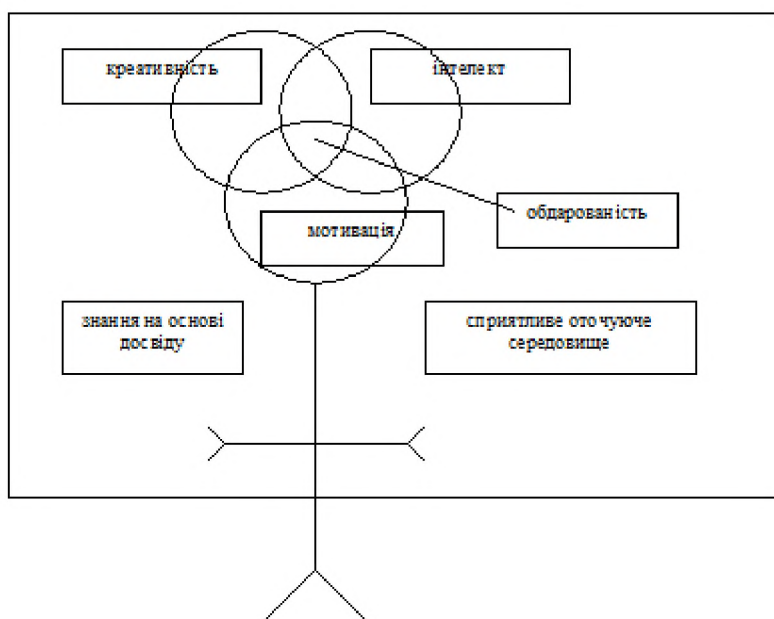 креативність
інтелект
обдарованість
мотивація
знання на основі
досвіду
сприятливе оточуюче
середовище